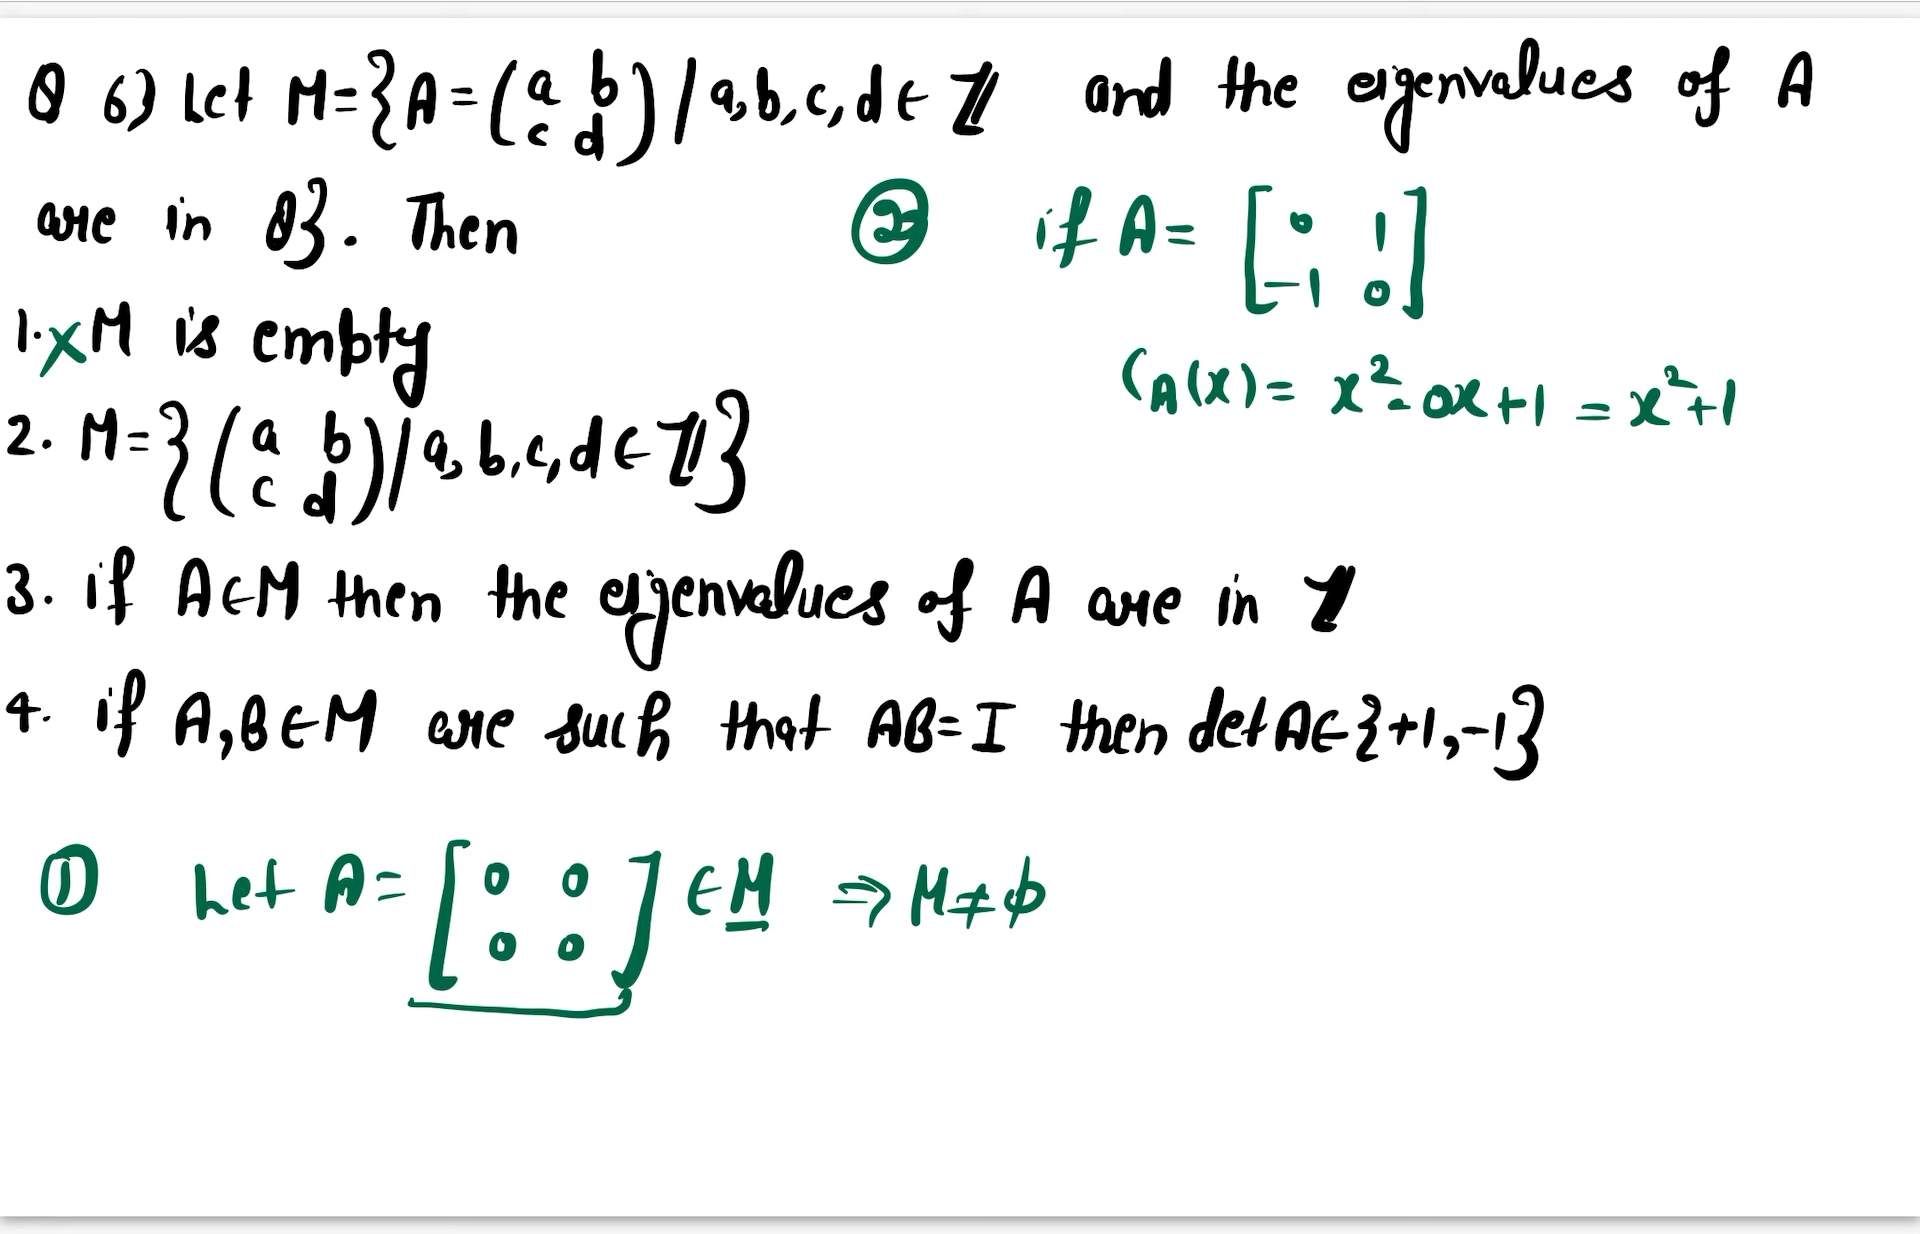 Q 6) Let M={A=(a b c d) / a,b,c,d ∈ ℤ and the eigenvalues of A
are in Q}. Then
1. x M is empty
2. M={(a b c d) / a,b,c,d ∈ ℤ}
3. if A∈M then the eigenvalues of A are in ℤ
4. if A,B∈M are such that AB=I then det A∈{+1,-1}
① Let A= [0 0 0 0] ∈ M ⇒ M≠ϕ
② if A= [0 1 -1 0]
C_A(x)= x²-0x+1 = x²+1